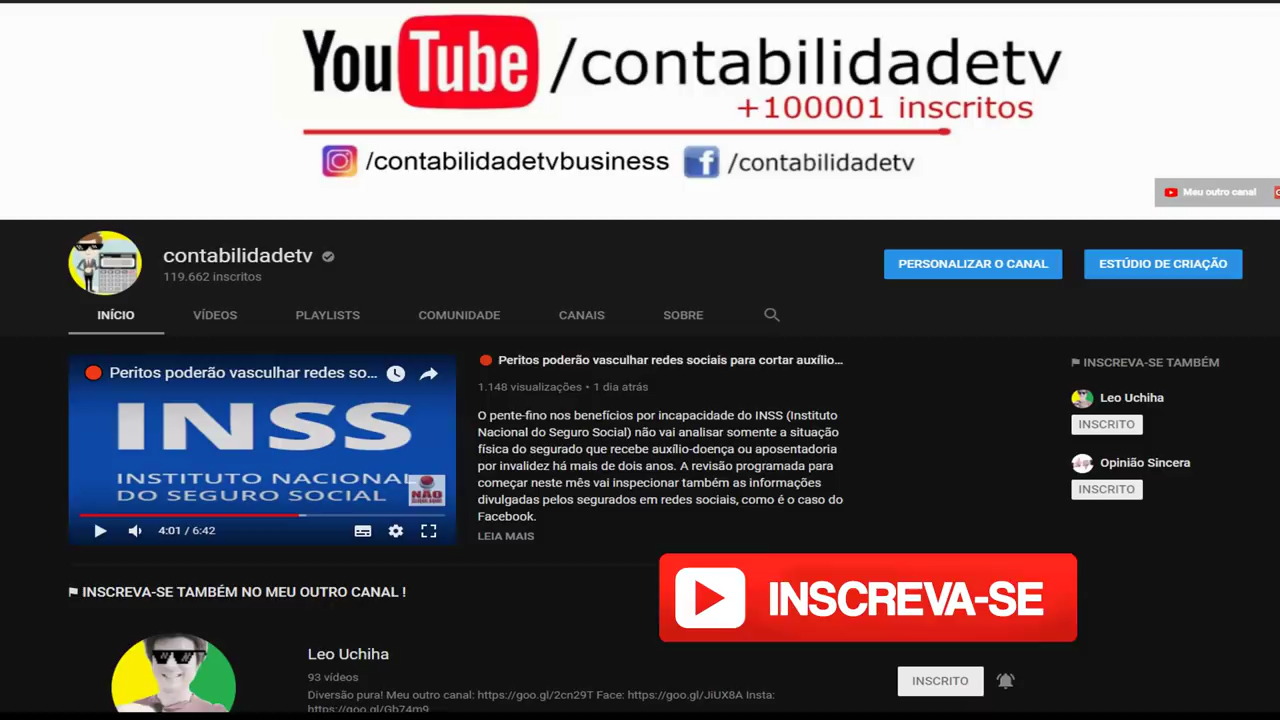 YouTube /contabilidadetv
+100001 inscritos
/contabilidadetvbusiness /contabilidadetv
Meu outro canal
contabilidadetv
119.662 inscritos
PERSONALIZAR O CANAL
ESTÚDIO DE CRIAÇÃO
INÍCIO VÍDEOS PLAYLISTS COMUNIDADE CANAIS SOBRE
Peritos poderão vasculhar redes so...
INSS
INSTITUTO NACIONAL
DO SEGURO SOCIAL
NÃO
4:01 / 6:42
Peritos poderão vasculhar redes sociais para cortar auxílio...
1.148 visualizações • 1 dia atrás
O pente-fino nos benefícios por incapacidade do INSS (Instituto
Nacional do Seguro Social) não vai analisar somente a situação
física do segurado que recebe auxílio-doença ou aposentadoria
por invalidez há mais de dois anos. A revisão programada para
começar neste mês vai inspecionar também as informações
divulgadas pelos segurados em redes sociais, como é o caso do
Facebook.
LEIA MAIS
INSCREVA-SE TAMBÉM
Leo Uchiha
INSCRITO
Opinião Sincera
INSCRITO
INSCREVA-SE
INSCREVA-SE TAMBÉM NO MEU OUTRO CANAL !
Leo Uchiha
93 vídeos
Diversão pura! Meu outro canal: https://goo.gl/2cn29T Face: https://goo.gl/JiUX8A Insta:
https://goo.gl/Gb74m9
INSCRITO